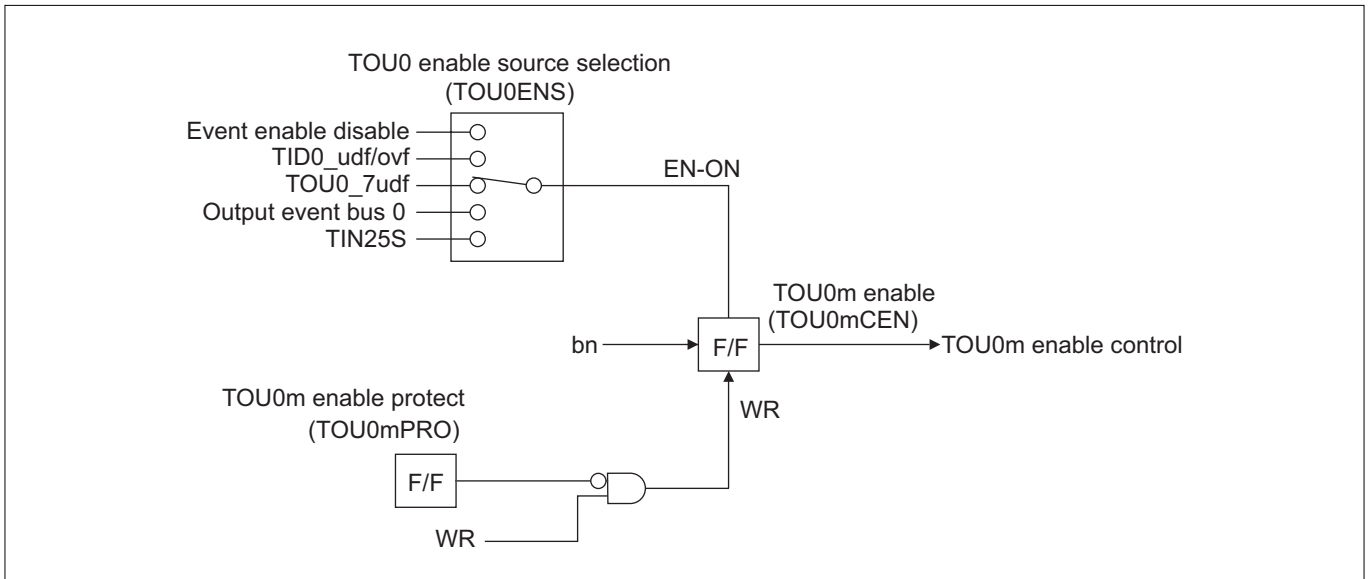 TOU0 enable source selection
(TOU0ENS)
Event enable disable
TID0_udf/ovf
TOU0_7udf
Output event bus 0
TIN25S
EN-ON
TOU0m enable
(TOU0mCEN)
bn
F/F
TOU0m enable control
WR
TOU0m enable protect
(TOU0mPRO)
F/F
WR